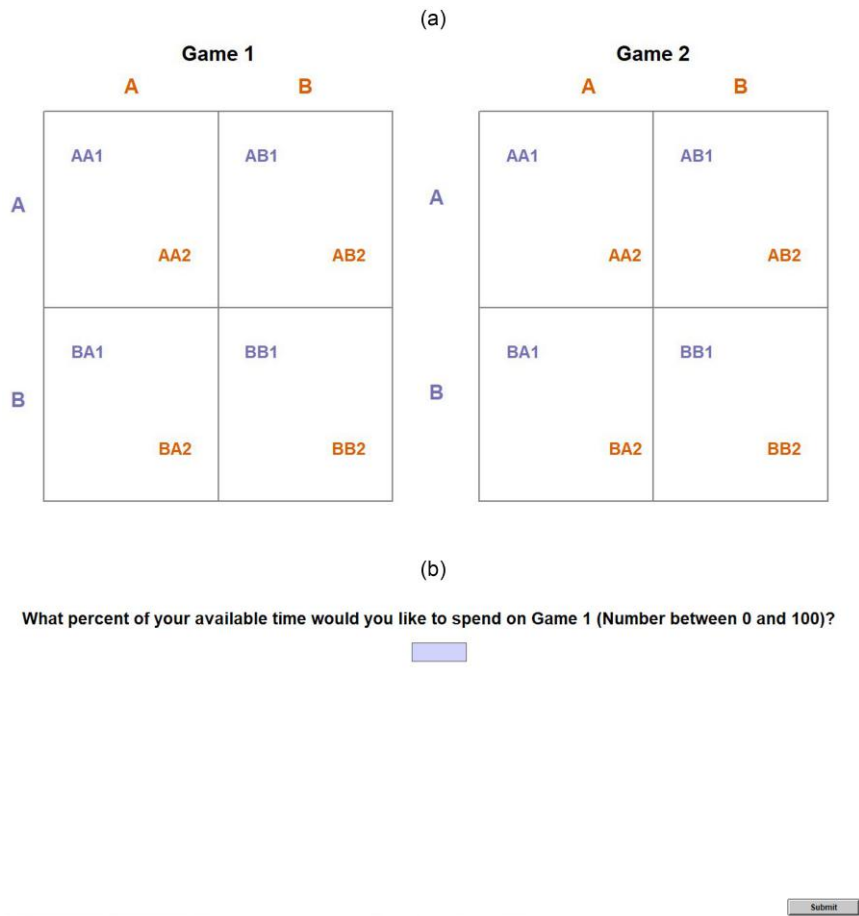 (a)
Game 1 Game 2
A B A B
AA1 AB1 AA1 AB1
A A
AA2 AB2 AA2 AB2
BA1 BB1 BA1 BB1
B B
BA2 BB2 BA2 BB2
(b)
What percent of your available time would you like to spend on Game 1 (Number between 0 and 100)?
Submit